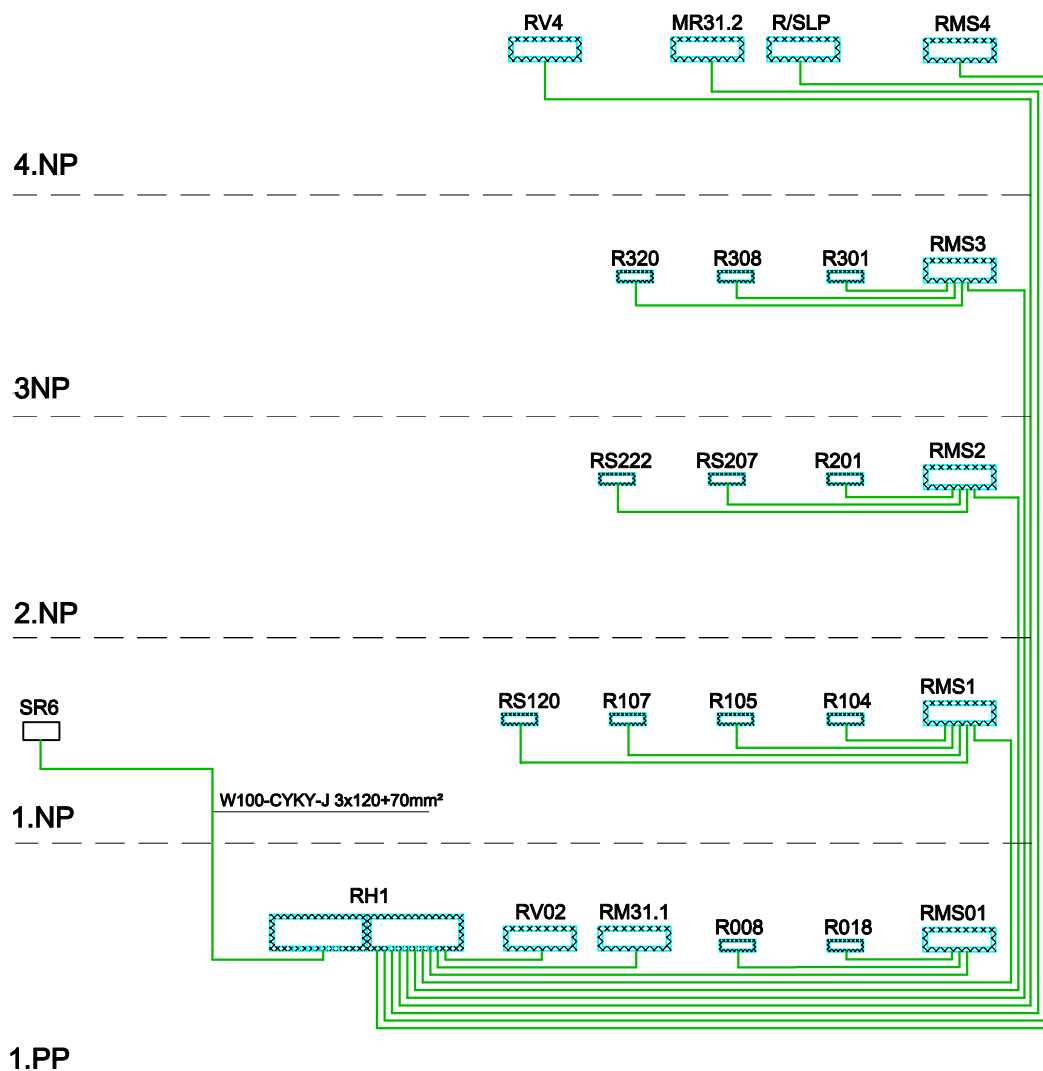 RV4 MR31.2 R/SLP RMS4
4.NP
R320 R308 R301 RMS3
3NP
RS222 RS207 R201 RMS2
2.NP
SR6 RS120 R107 R105 R104 RMS1
W100-CYKY-J 3x120+70mm²
1.NP
RH1 RV02 RM31.1 R008 R018 RMS01
1.PP